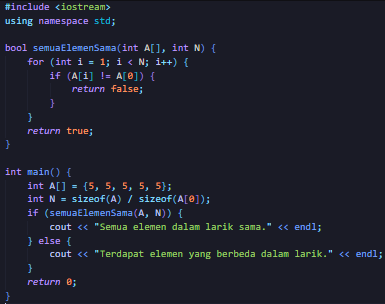 #include <iostream>
using namespace std;

bool semuaElemenSama(int A[], int N) {
    for (int i = 1; i < N; i++) {
        if (A[i] != A[0]) {
            return false;
        }
    }
    return true;
}

int main() {
    int A[] = {5, 5, 5, 5, 5};
    int N = sizeof(A) / sizeof(A[0]);
    if (semuaElemenSama(A, N)) {
        cout << "Semua elemen dalam larik sama." << endl;
    } else {
        cout << "Terdapat elemen yang berbeda dalam larik." << endl;
    }
    return 0;
}